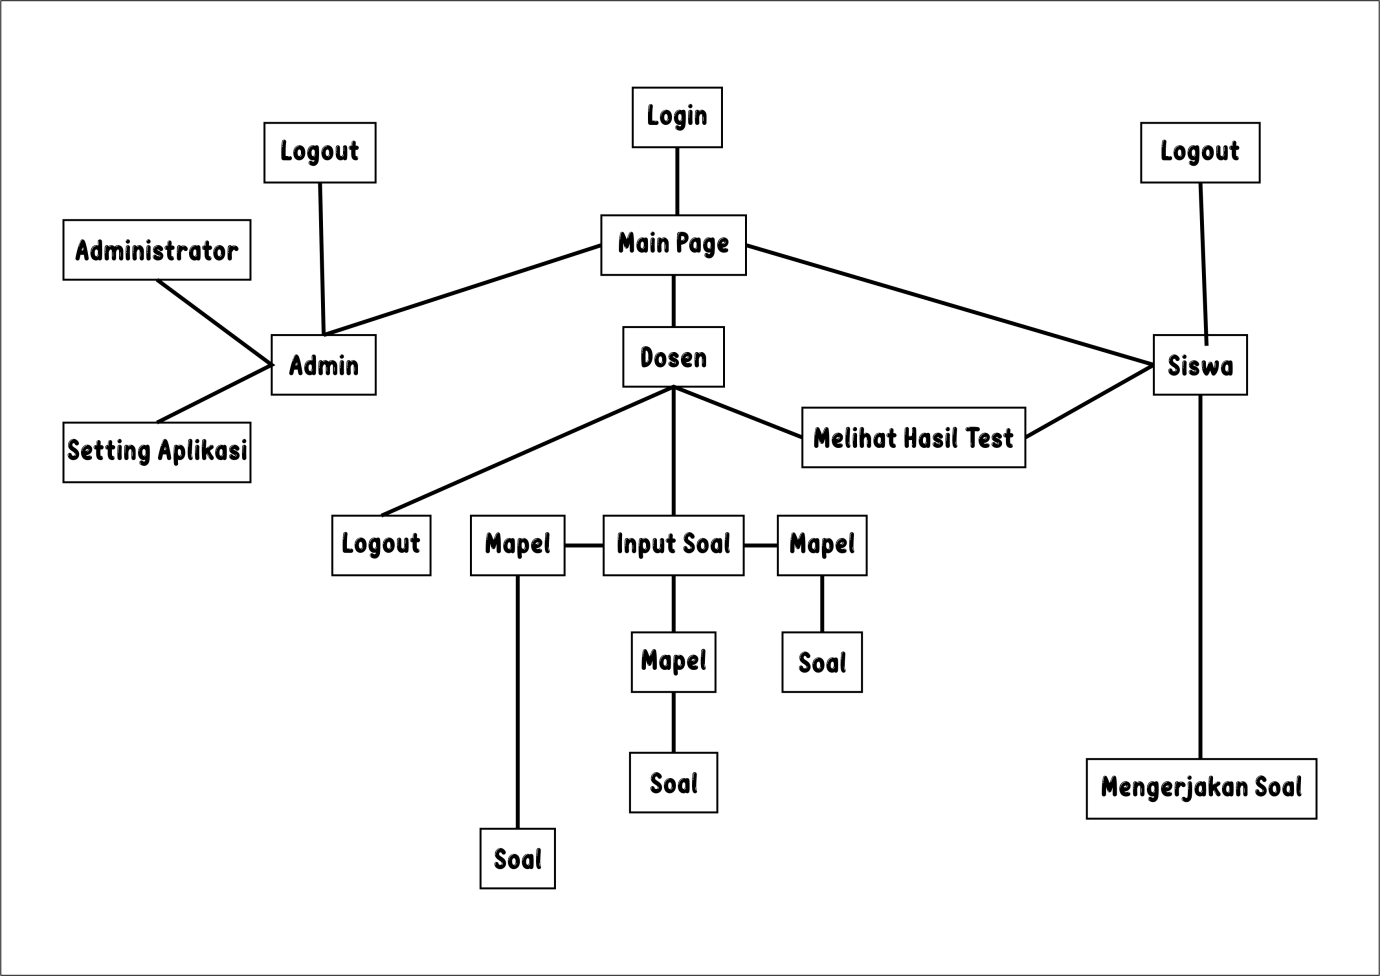 Login
Logout
Logout
Administrator
Main Page
Admin
Dosen
Siswa
Setting Aplikasi
Melihat Hasil Test
Logout
Mapel
Input Soal
Mapel
Mapel
Soal
Soal
Mengerjakan Soal
Soal